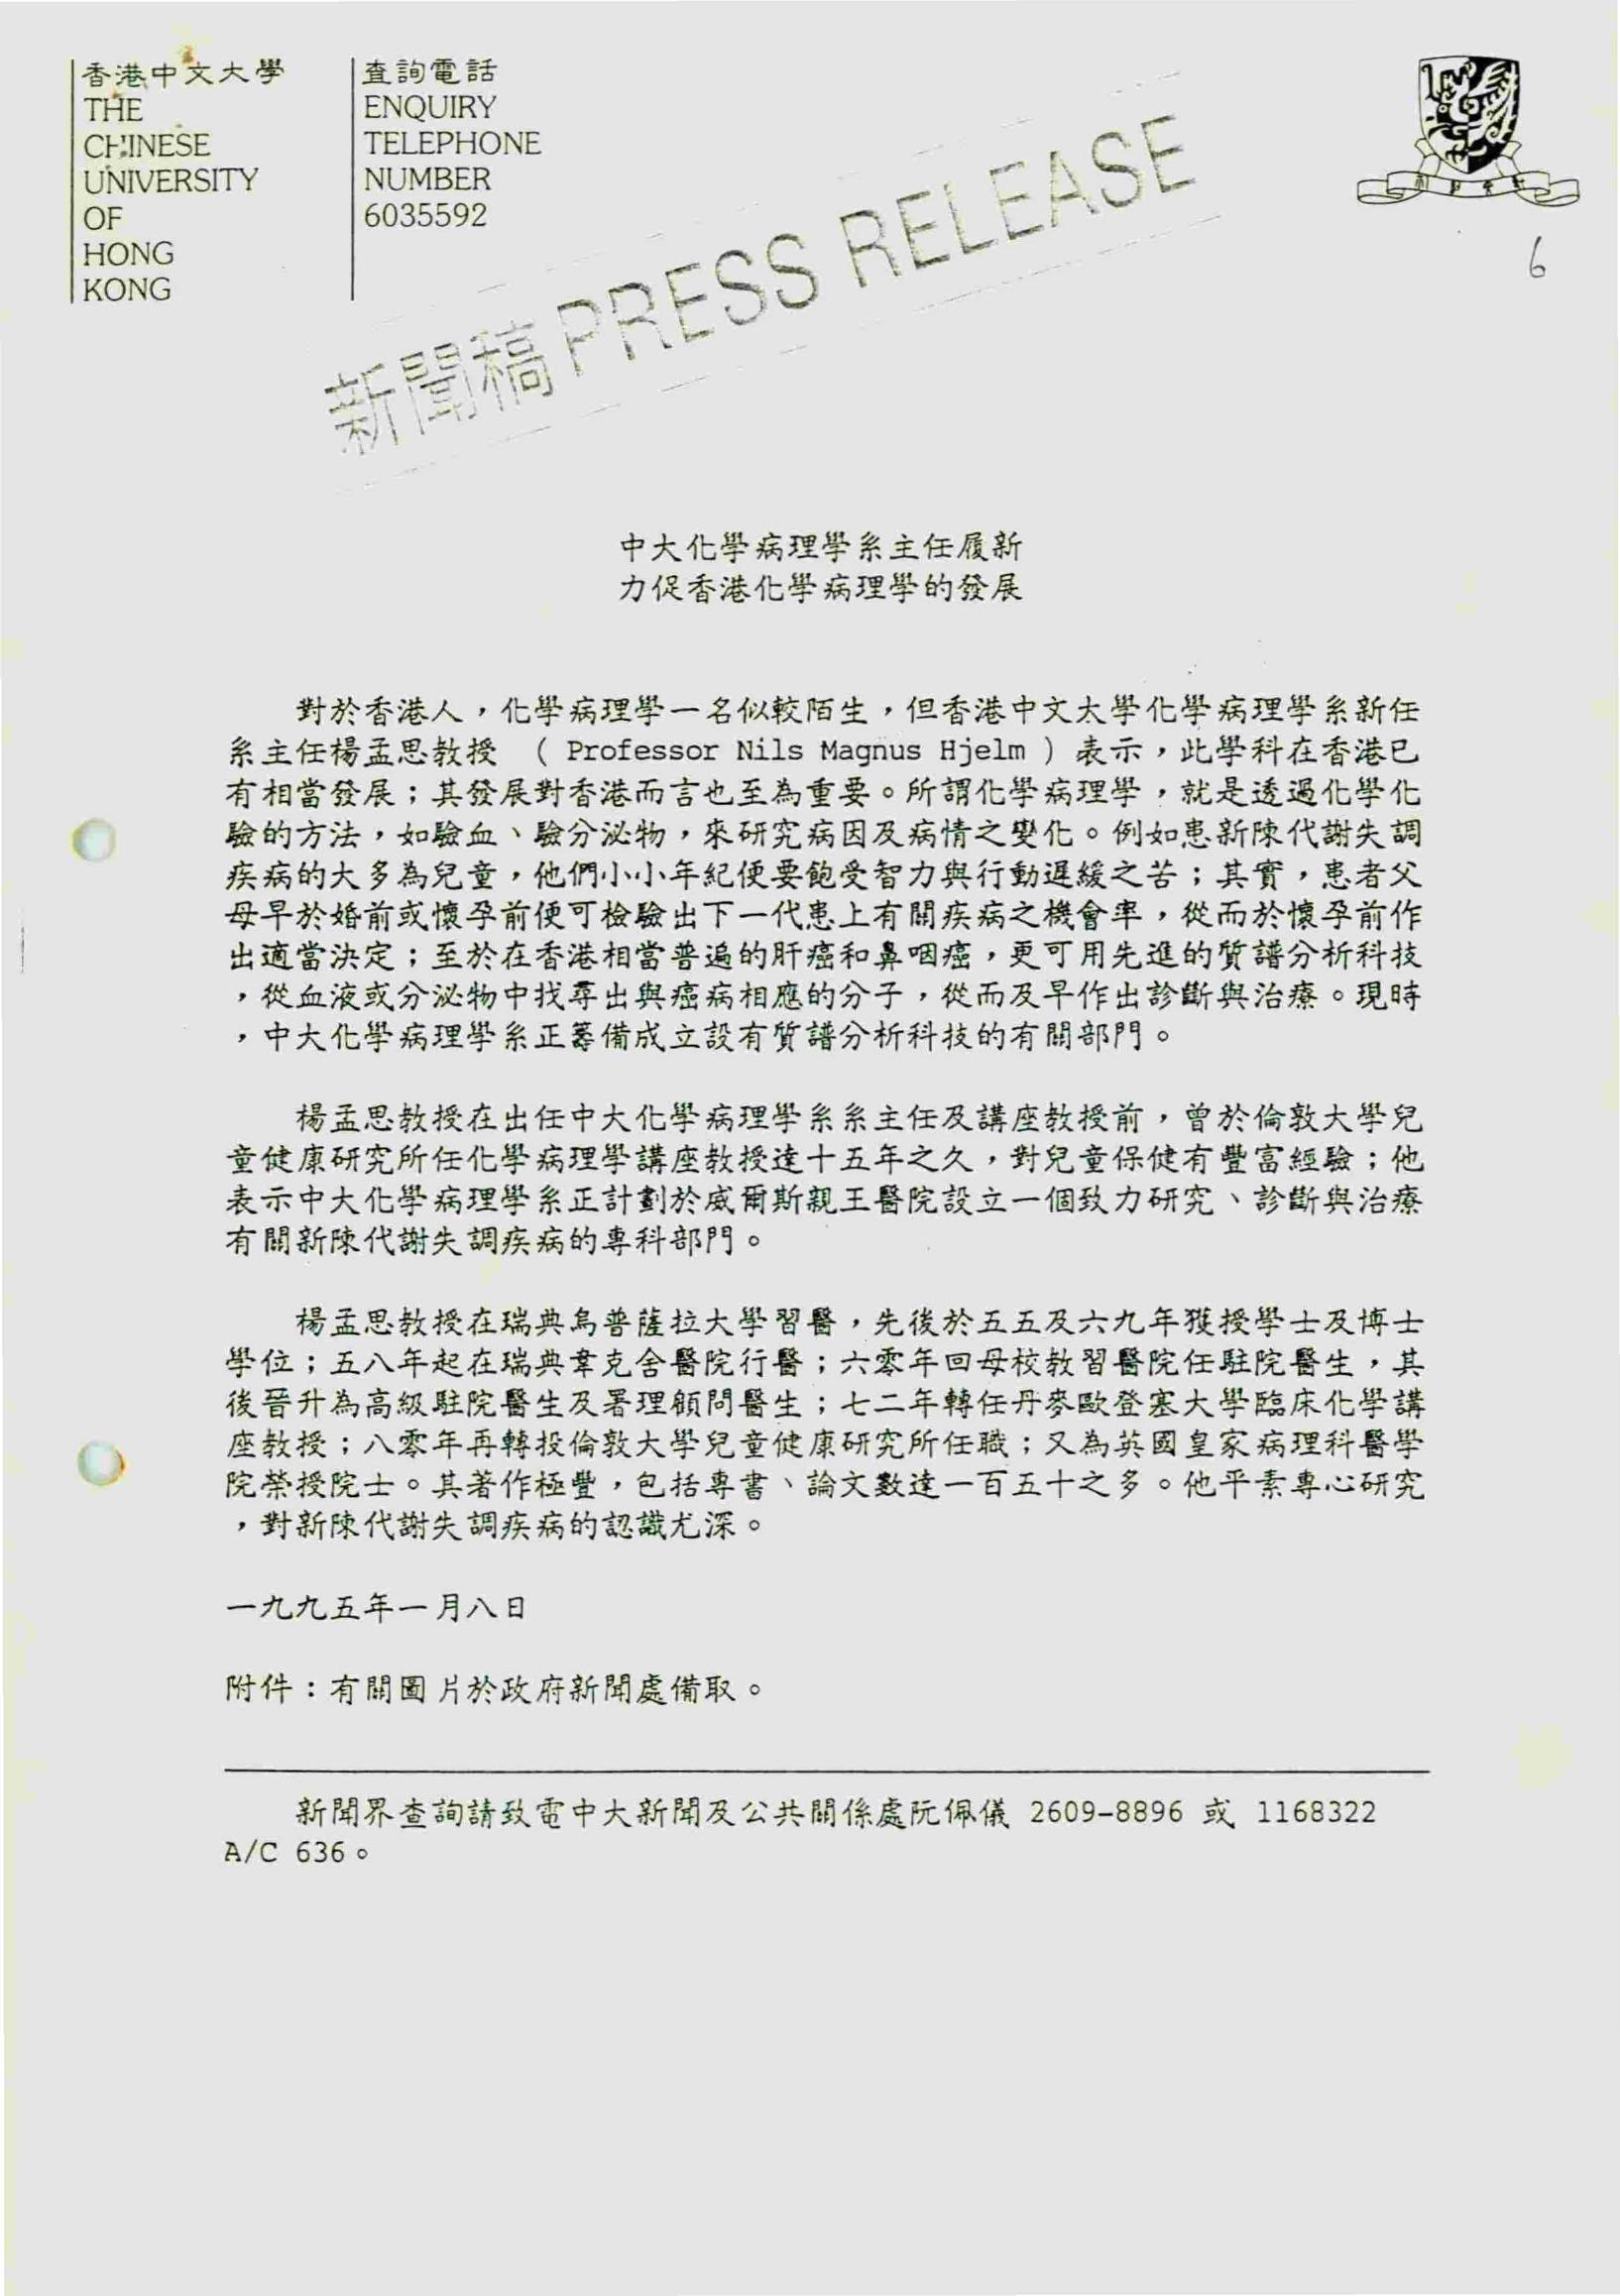 香港中文大學
THE
CHINESE
UNIVERSITY
OF
HONG
KONG
查詢電話
ENQUIRY
TELEPHONE
NUMBER
6035592
6
新聞稿 PRESS RELEASE
中大化學病理學系主任履新
力促香港化學病理學的發展
對於香港人，化學病理學一名似較陌生，但香港中文大學化學病理學系新任
系主任楊孟思教授 （ Professor Nils Magnus Hjelm ) 表示，此學科在香港已
有相當發展；其發展對香港而言也至為重要。所謂化學病理學，就是透過化學化
驗的方法，如驗血、驗分泌物，來研究病因及病情之變化。例如患新陳代謝失調
疾病的大多為兒童，他們小小年紀便要飽受智力與行動遲緩之苦；其實，患者父
母早於婚前或懷孕前便可檢驗出下一代患上有關疾病之機會率，從而於懷孕前作
出適當決定；至於在香港相當普遍的肝癌和鼻咽癌，更可用先進的質譜分析科技
，從血液或分泌物中找尋出與癌病相應的分子，從而及早作出診斷與治療。現時
，中大化學病理學系正籌備成立設有質譜分析科技的有關部門。
楊孟思教授在出任中大化學病理學系系主任及講座教授前，曾於倫敦大學兒
童健康研究所任化學病理學講座教授達十五年之久，對兒童保健有豐富經驗；他
表示中大化學病理學系正計劃於威爾斯親王醫院設立一個致力研究、診斷與治療
有關新陳代謝失調疾病的專科部門。
楊孟思教授在瑞典烏普薩拉大學習醫，先後於五五及六九年獲授學士及博士
學位；五八年起在瑞典韋克舍醫院行醫；六零年回母校教習醫院任駐院醫生，其
後晉升為高級駐院醫生及署理顧問醫生；七二年轉任丹麥歐登塞大學臨床化學講
座教授；八零年再轉投倫敦大學兒童健康研究所任職；又為英國皇家病理科醫學
院榮授院士。其著作極豐，包括專書、論文數達一百五十之多。他平素專心研究
，對新陳代謝失調疾病的認識尤深。
一九九五年一月八日
附件：有關圖片於政府新聞處備取。
新聞界查詢請致電中大新聞及公共關係處阮佩儀 2609-8896 或 1168322
A/C 636。